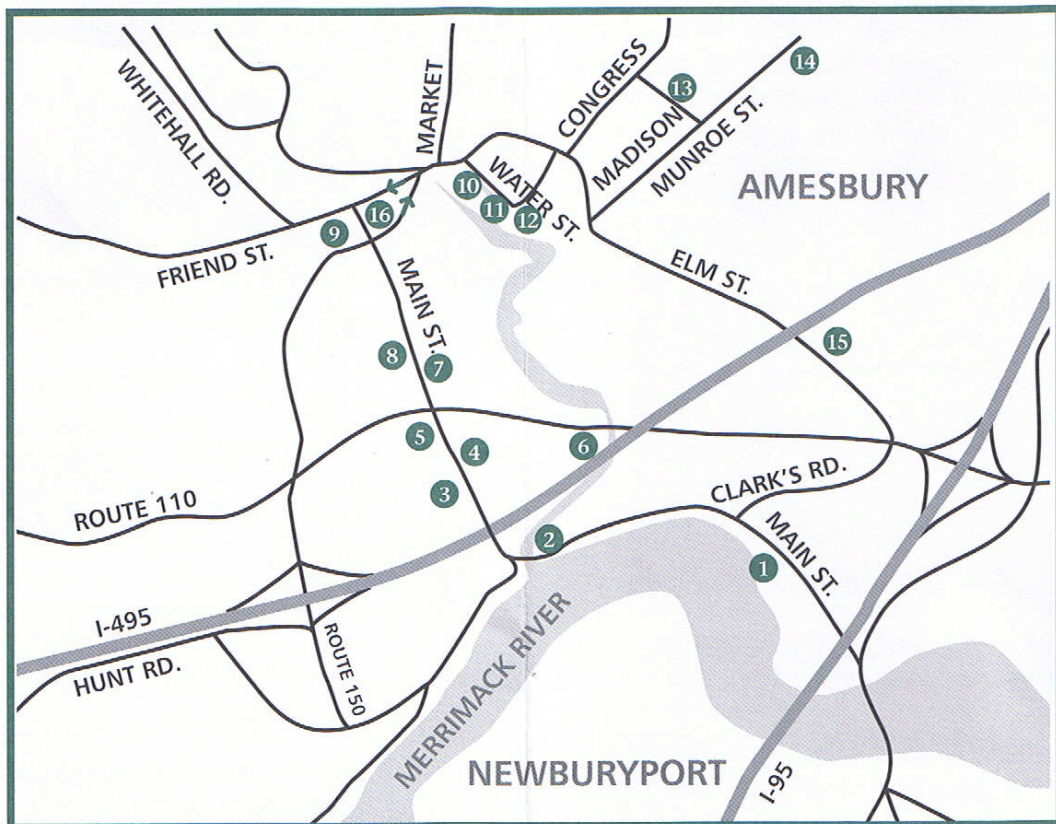 WHITEHALL RD.
MARKET
CONGRESS
14
13
MADISON
MUNROE ST.
AMESBURY
10
WATER ST.
11
12
16
9
FRIEND ST.
MAIN ST.
ELM ST.
15
8
7
5
4
6
3
ROUTE 110
CLARK'S RD.
2
MAIN ST.
1
I-495
HUNT RD.
ROUTE 150
MERRIMACK RIVER
NEWBURYPORT
I-95